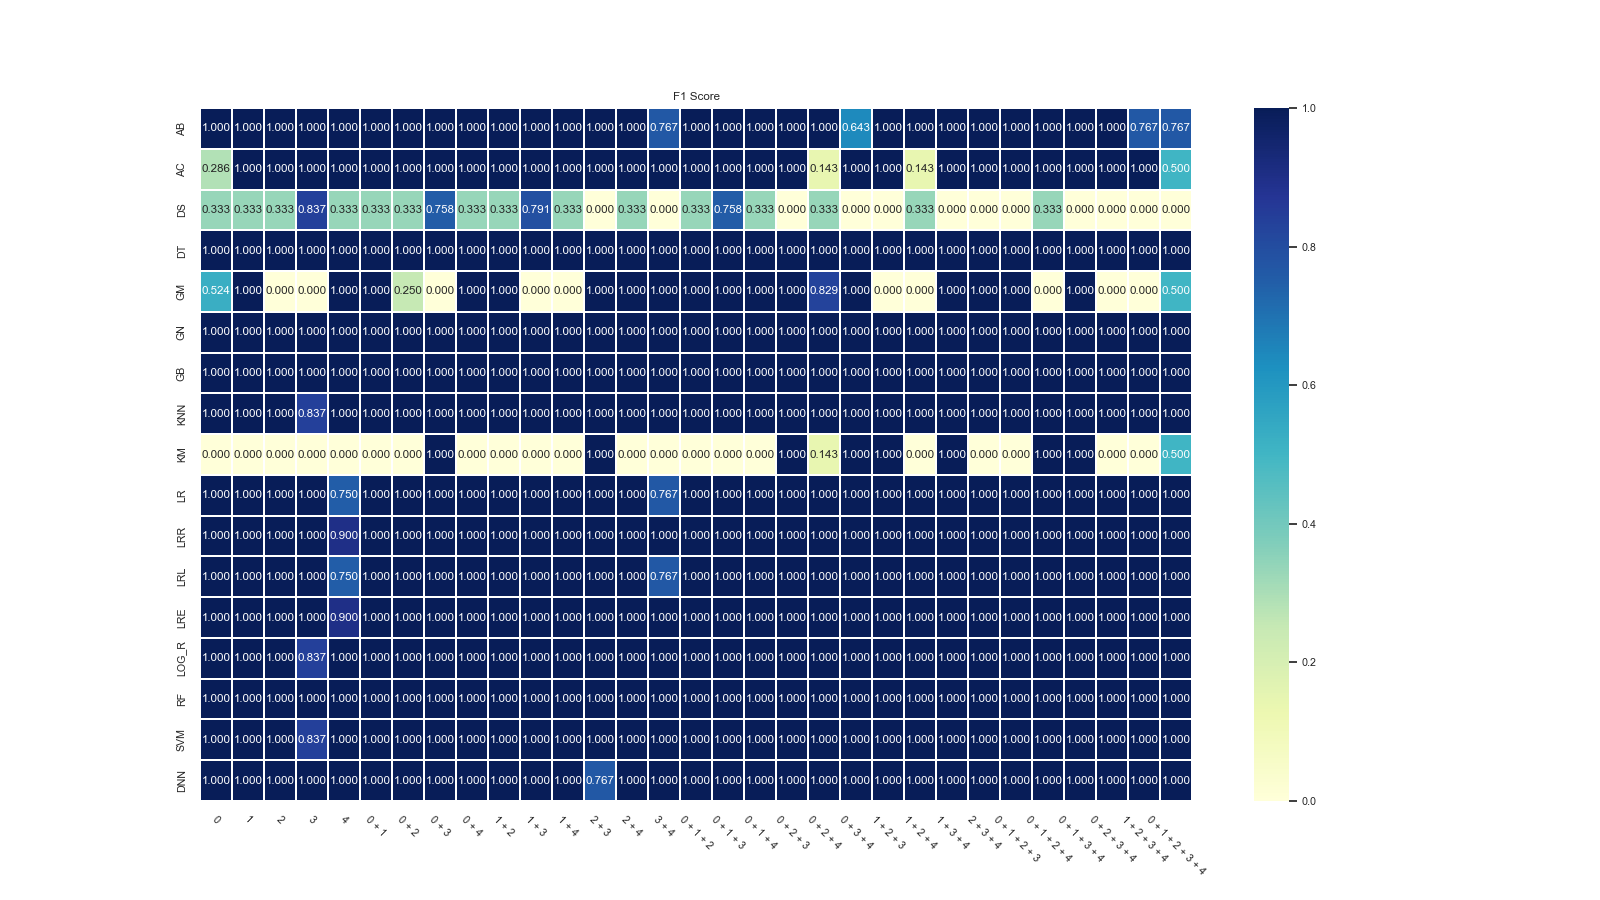 F1 Score
AB 1.000 1.000 1.000 1.000 1.000 1.000 1.000 1.000 1.000 1.000 1.000 1.000 1.000 1.000 0.767 1.000 1.000 1.000 1.000 1.000 0.643 1.000 1.000 1.000 1.000 1.000 1.000 1.000 1.000 0.767 0.767
AC 0.286 1.000 1.000 1.000 1.000 1.000 1.000 1.000 1.000 1.000 1.000 1.000 1.000 1.000 1.000 1.000 1.000 1.000 1.000 0.143 1.000 1.000 0.143 1.000 1.000 1.000 1.000 1.000 1.000 1.000 0.500
DS 0.333 0.333 0.333 0.837 0.333 0.333 0.333 0.758 0.333 0.333 0.791 0.333 0.000 0.333 0.000 0.333 0.758 0.333 0.000 0.333 0.000 0.000 0.333 0.000 0.000 0.000 0.333 0.000 0.000 0.000 0.000
DT 1.000 1.000 1.000 1.000 1.000 1.000 1.000 1.000 1.000 1.000 1.000 1.000 1.000 1.000 1.000 1.000 1.000 1.000 1.000 1.000 1.000 1.000 1.000 1.000 1.000 1.000 1.000 1.000 1.000 1.000 1.000
GM 0.524 1.000 0.000 0.000 1.000 1.000 0.250 0.000 1.000 1.000 0.000 0.000 1.000 1.000 1.000 1.000 1.000 1.000 1.000 0.829 1.000 0.000 0.000 1.000 1.000 1.000 0.000 1.000 0.000 0.000 0.500
GN 1.000 1.000 1.000 1.000 1.000 1.000 1.000 1.000 1.000 1.000 1.000 1.000 1.000 1.000 1.000 1.000 1.000 1.000 1.000 1.000 1.000 1.000 1.000 1.000 1.000 1.000 1.000 1.000 1.000 1.000 1.000
GB 1.000 1.000 1.000 1.000 1.000 1.000 1.000 1.000 1.000 1.000 1.000 1.000 1.000 1.000 1.000 1.000 1.000 1.000 1.000 1.000 1.000 1.000 1.000 1.000 1.000 1.000 1.000 1.000 1.000 1.000 1.000
KNN 1.000 1.000 1.000 0.837 1.000 1.000 1.000 1.000 1.000 1.000 1.000 1.000 1.000 1.000 1.000 1.000 1.000 1.000 1.000 1.000 1.000 1.000 1.000 1.000 1.000 1.000 1.000 1.000 1.000 1.000 1.000
KM 0.000 0.000 0.000 0.000 0.000 0.000 0.000 1.000 0.000 0.000 0.000 0.000 1.000 0.000 0.000 0.000 0.000 0.000 1.000 0.143 1.000 1.000 0.000 1.000 0.000 0.000 1.000 1.000 0.000 0.000 0.500
LR 1.000 1.000 1.000 1.000 0.750 1.000 1.000 1.000 1.000 1.000 1.000 1.000 1.000 1.000 0.767 1.000 1.000 1.000 1.000 1.000 1.000 1.000 1.000 1.000 1.000 1.000 1.000 1.000 1.000 1.000 1.000
LRR 1.000 1.000 1.000 1.000 0.900 1.000 1.000 1.000 1.000 1.000 1.000 1.000 1.000 1.000 1.000 1.000 1.000 1.000 1.000 1.000 1.000 1.000 1.000 1.000 1.000 1.000 1.000 1.000 1.000 1.000 1.000
LRL 1.000 1.000 1.000 1.000 0.750 1.000 1.000 1.000 1.000 1.000 1.000 1.000 1.000 1.000 0.767 1.000 1.000 1.000 1.000 1.000 1.000 1.000 1.000 1.000 1.000 1.000 1.000 1.000 1.000 1.000 1.000
LRE 1.000 1.000 1.000 1.000 0.900 1.000 1.000 1.000 1.000 1.000 1.000 1.000 1.000 1.000 1.000 1.000 1.000 1.000 1.000 1.000 1.000 1.000 1.000 1.000 1.000 1.000 1.000 1.000 1.000 1.000 1.000
LOG_R 1.000 1.000 1.000 0.837 1.000 1.000 1.000 1.000 1.000 1.000 1.000 1.000 1.000 1.000 1.000 1.000 1.000 1.000 1.000 1.000 1.000 1.000 1.000 1.000 1.000 1.000 1.000 1.000 1.000 1.000 1.000
RF 1.000 1.000 1.000 1.000 1.000 1.000 1.000 1.000 1.000 1.000 1.000 1.000 1.000 1.000 1.000 1.000 1.000 1.000 1.000 1.000 1.000 1.000 1.000 1.000 1.000 1.000 1.000 1.000 1.000 1.000 1.000
SVM 1.000 1.000 1.000 0.837 1.000 1.000 1.000 1.000 1.000 1.000 1.000 1.000 1.000 1.000 1.000 1.000 1.000 1.000 1.000 1.000 1.000 1.000 1.000 1.000 1.000 1.000 1.000 1.000 1.000 1.000 1.000
DNN 1.000 1.000 1.000 1.000 1.000 1.000 1.000 1.000 1.000 1.000 1.000 1.000 0.767 1.000 1.000 1.000 1.000 1.000 1.000 1.000 1.000 1.000 1.000 1.000 1.000 1.000 1.000 1.000 1.000 1.000 1.000
0
1
2
3
4
0 + 1
0 + 2
0 + 3
0 + 4
1 + 2
1 + 3
1 + 4
2 + 3
2 + 4
3 + 4
0 + 1 + 2
0 + 1 + 3
0 + 1 + 4
0 + 2 + 3
0 + 2 + 4
0 + 3 + 4
1 + 2 + 3
1 + 2 + 4
1 + 3 + 4
2 + 3 + 4
0 + 1 + 2 + 3
0 + 1 + 2 + 4
0 + 1 + 3 + 4
0 + 2 + 3 + 4
1 + 2 + 3 + 4
0 + 1 + 2 + 3 + 4
1.0
0.8
0.6
0.4
0.2
0.0